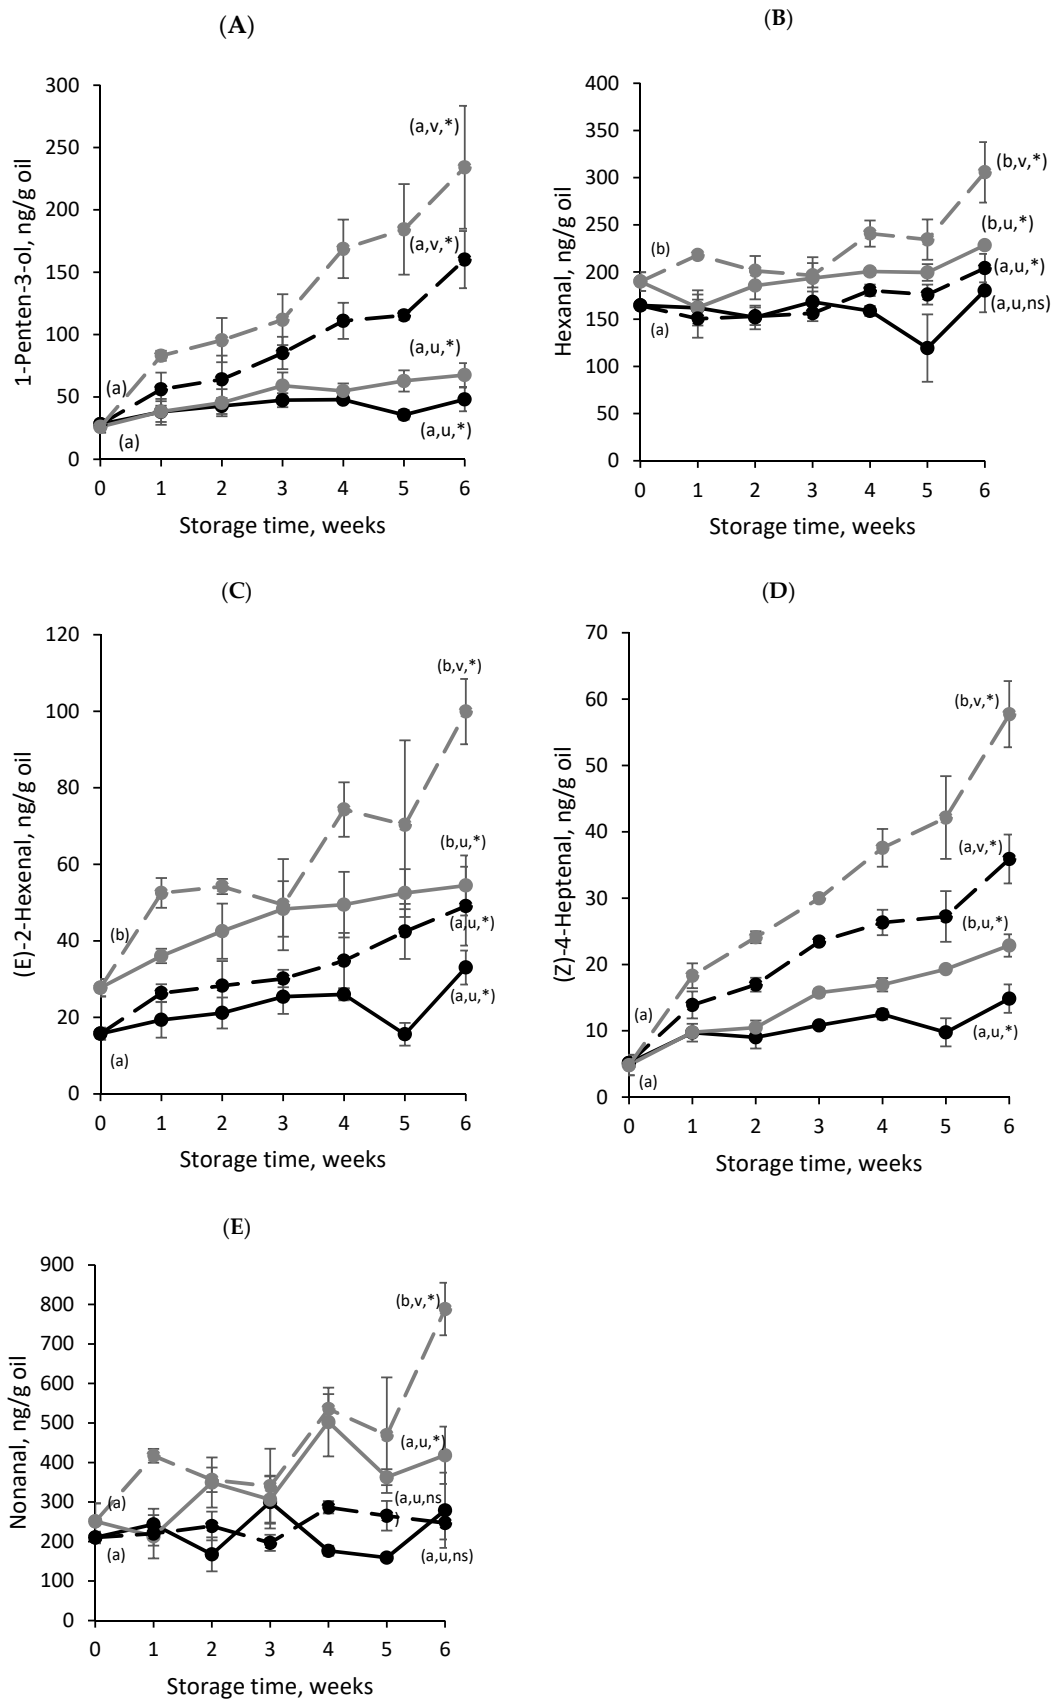 (A)
300
250
200
150
100
50
0
1-Penten-3-ol, ng/g oil
(a,v,*)
(a,v,*)
(a,u,*)
(a,u,*)
(a)
(a)
0 1 2 3 4 5 6
Storage time, weeks
(B)
400
350
300
250
200
150
100
50
0
Hexanal, ng/g oil
(b,v,*)
(b,u,*)
(a,u,*)
(a,u,ns)
(b)
(a)
0 1 2 3 4 5 6
Storage time, weeks
(C)
120
100
80
60
40
20
0
(E)-2-Hexenal, ng/g oil
(b,v,*)
(b,u,*)
(a,u,*)
(a,u,*)
(b)
(a)
0 1 2 3 4 5 6
Storage time, weeks
(D)
70
60
50
40
30
20
10
0
(Z)-4-Heptenal, ng/g oil
(b,v,*)
(a,v,*)
(b,u,*)
(a,u,*)
(a)
(a)
0 1 2 3 4 5 6
Storage time, weeks
(E)
900
800
700
600
500
400
300
200
100
0
Nonanal, ng/g oil
(b,v,*)
(a,u,*)
(a,u,ns
)
(a,u,ns)
(a)
(a)
0 1 2 3 4 5 6
Storage time, weeks